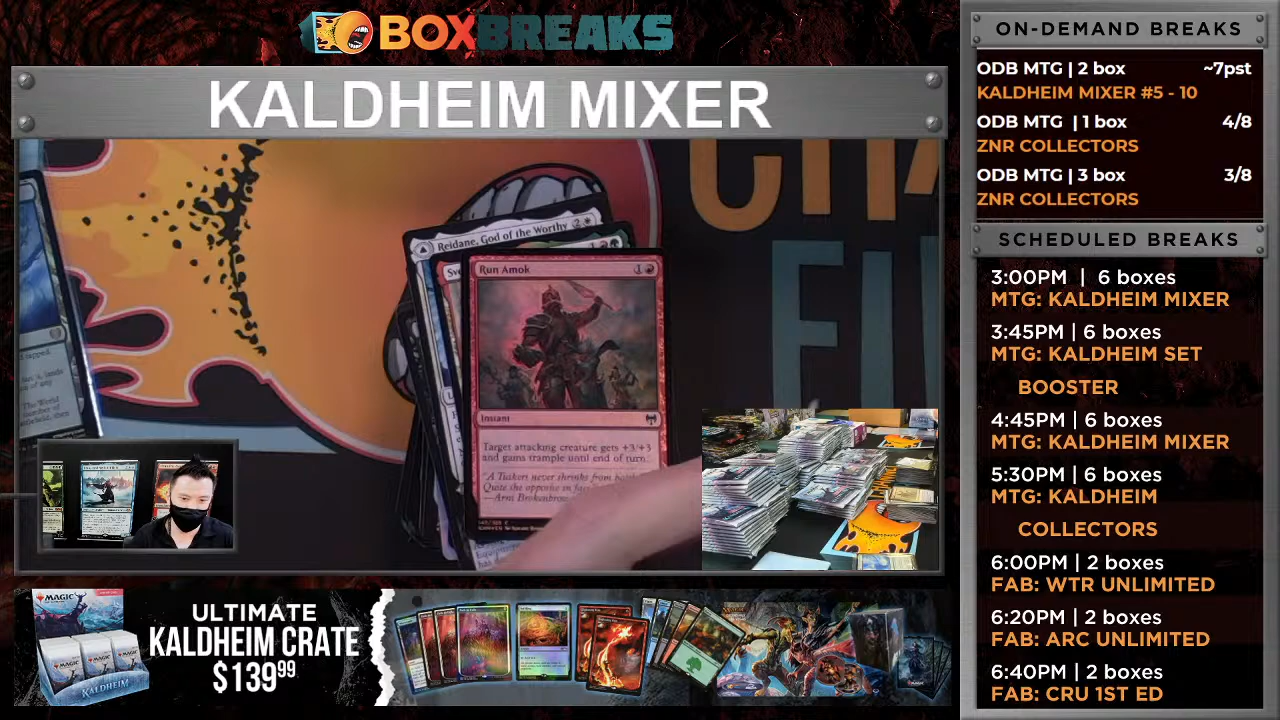 BOXBREAKS
KALDHEIM MIXER
Reidane, God of the Worthy
Run Amok
Instant
Target attacking creature gets +3/+3
and gains trample until end of turn.
ULTIMATE
KALDHEIM CRATE
$139.99
MAGIC
KALDHEIM
ON-DEMAND BREAKS
ODB MTG | 2 box ~7pst
KALDHEIM MIXER #5 - 10
ODB MTG | 1 box 4/8
ZNR COLLECTORS
ODB MTG | 3 box 3/8
ZNR COLLECTORS
SCHEDULED BREAKS
3:00PM | 6 boxes
MTG: KALDHEIM MIXER
3:45PM | 6 boxes
MTG: KALDHEIM SET
BOOSTER
4:45PM | 6 boxes
MTG: KALDHEIM MIXER
5:30PM | 6 boxes
MTG: KALDHEIM
COLLECTORS
6:00PM | 2 boxes
FAB: WTR UNLIMITED
6:20PM | 2 boxes
FAB: ARC UNLIMITED
6:40PM | 2 boxes
FAB: CRU 1ST ED